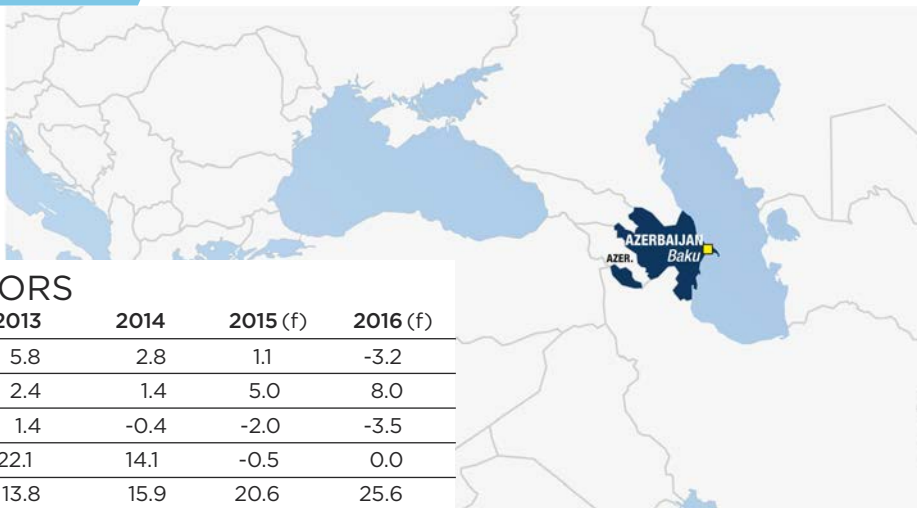 AZERBAIJAN
AZER. Baku
ORS
2013 2014 2015 (f) 2016 (f)
5.8 2.8 1.1 -3.2
2.4 1.4 5.0 8.0
1.4 -0.4 -2.0 -3.5
22.1 14.1 -0.5 0.0
13.8 15.9 20.6 25.6